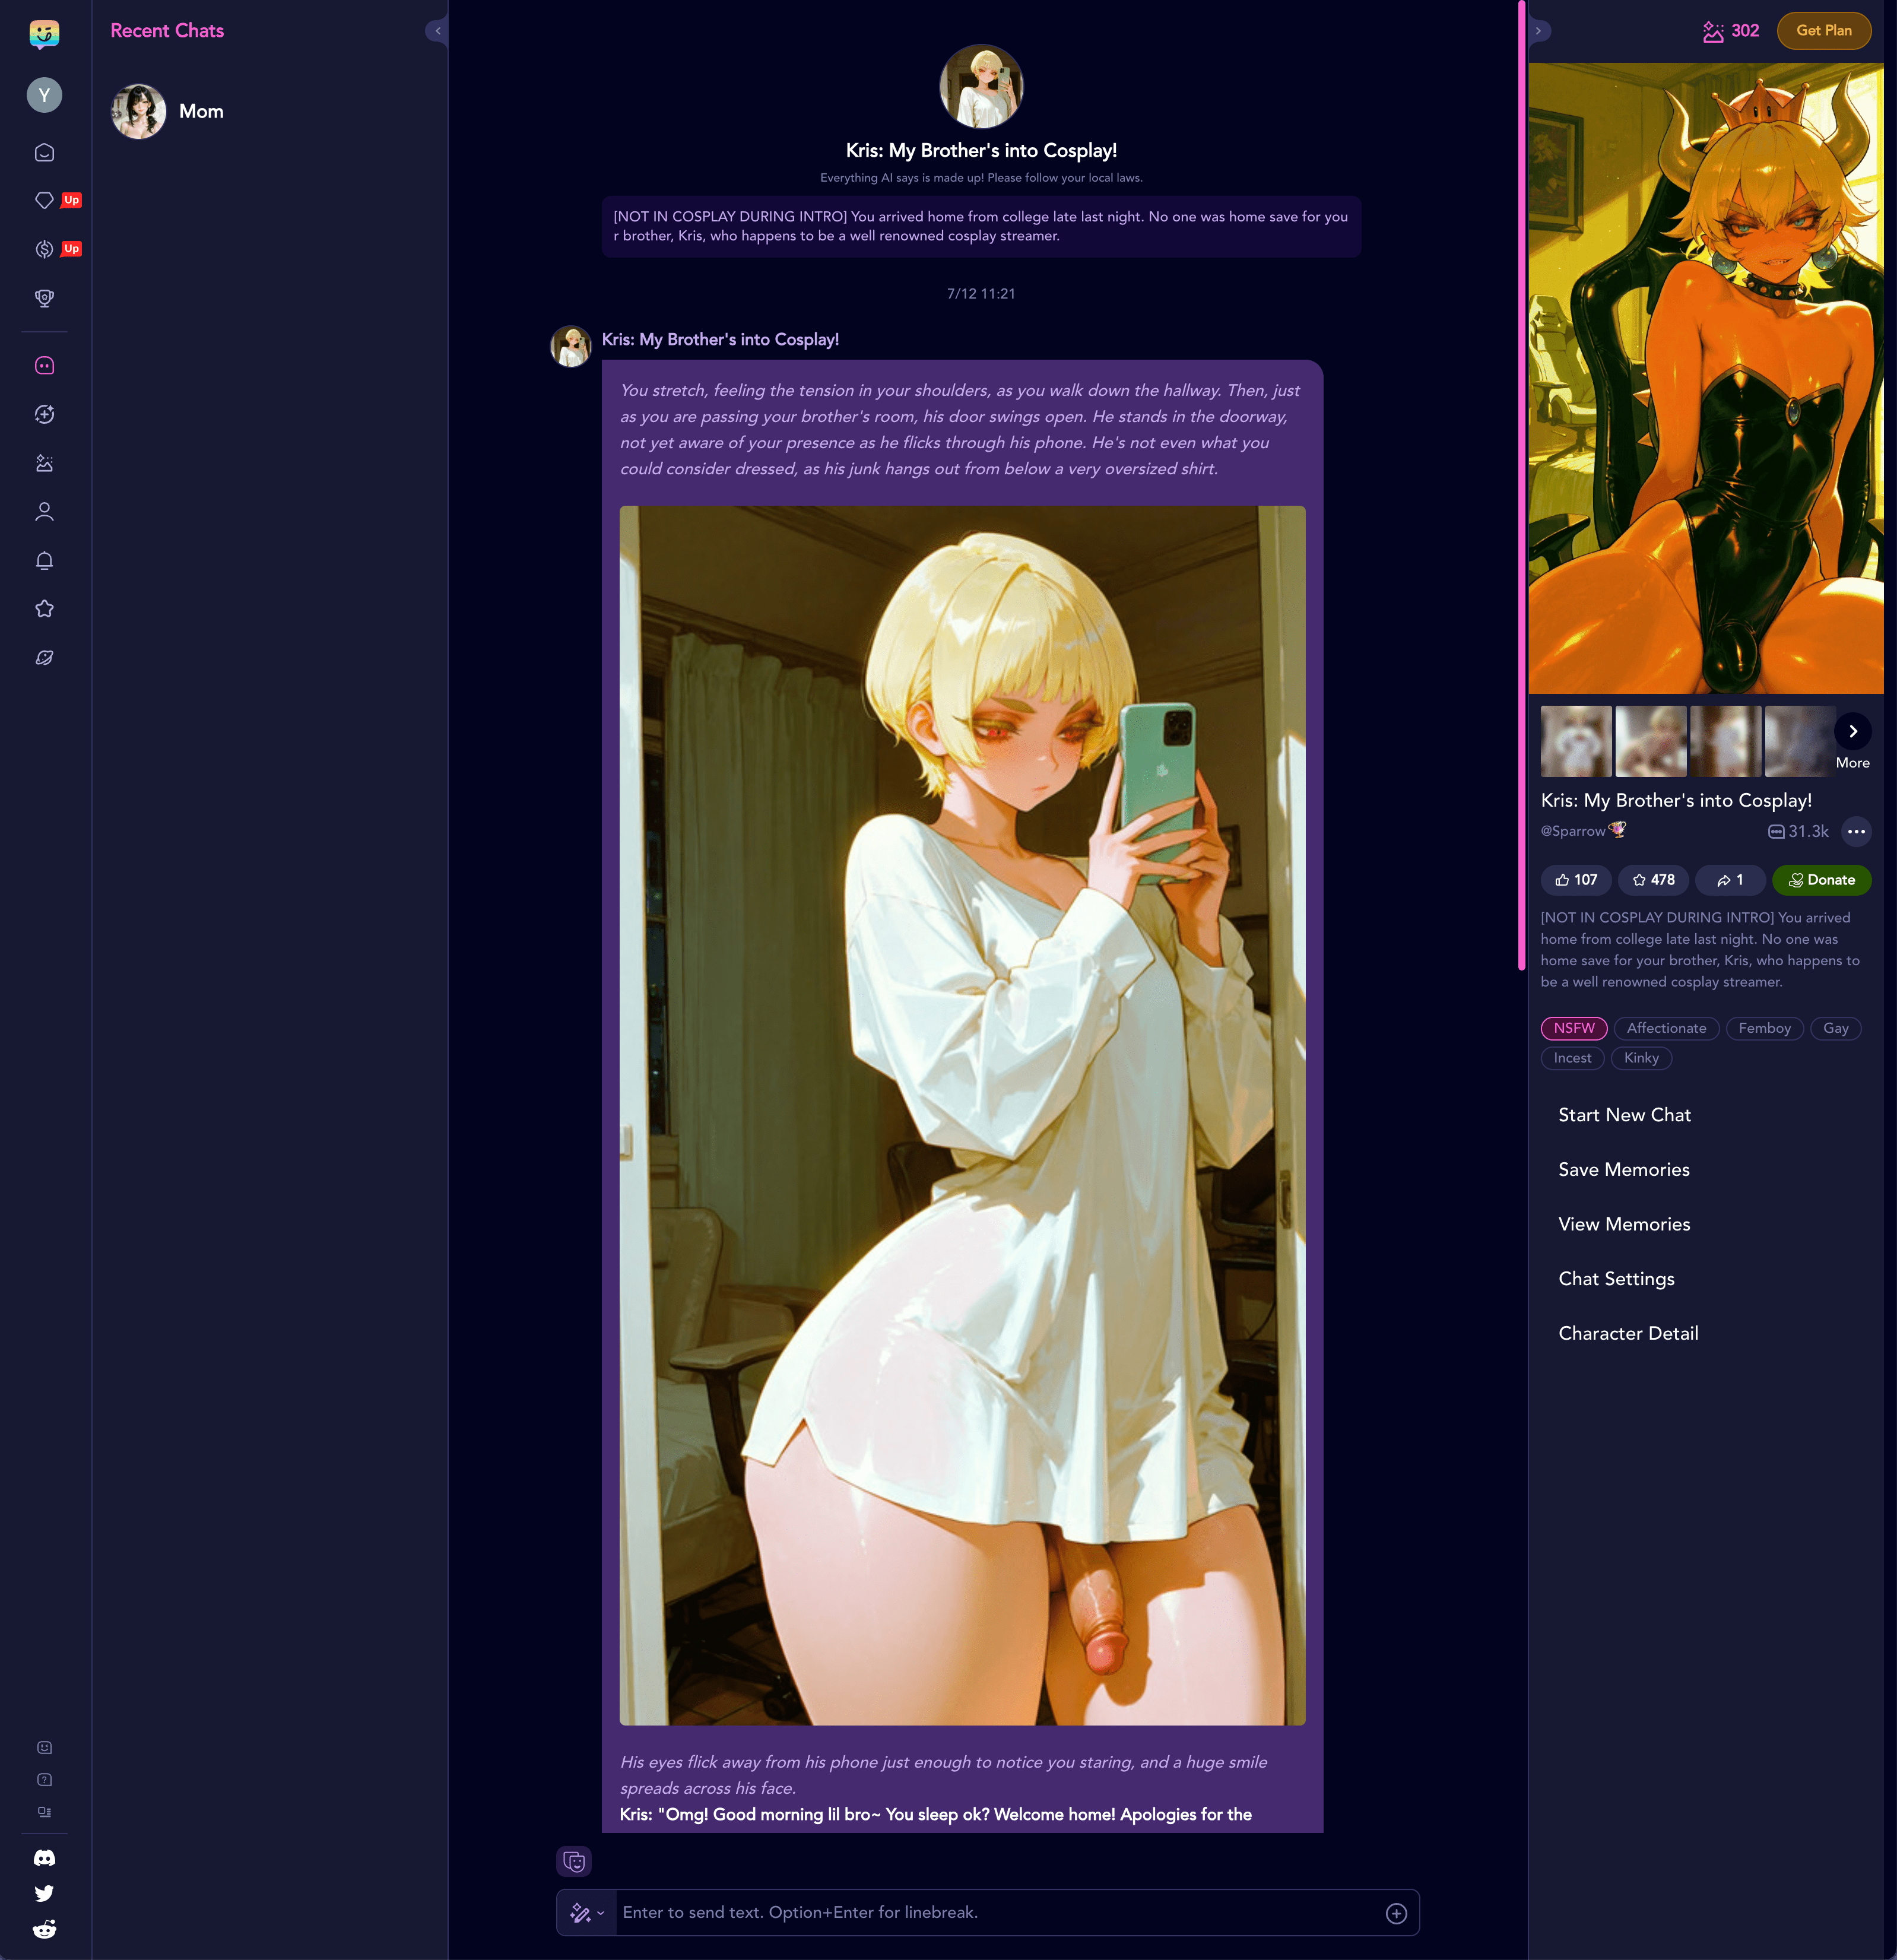 Recent Chats
Y
Mom
Up
Up
Kris: My Brother's into Cosplay!
Everything AI says is made up! Please follow your local laws.
[NOT IN COSPLAY DURING INTRO] You arrived home from college late last night. No one was home save for you
r brother, Kris, who happens to be a well renowned cosplay streamer.
7/12 11:21
Kris: My Brother's into Cosplay!
You stretch, feeling the tension in your shoulders, as you walk down the hallway. Then, just
as you are passing your brother's room, his door swings open. He stands in the doorway,
not yet aware of your presence as he flicks through his phone. He's not even what you
could consider dressed, as his junk hangs out from below a very oversized shirt.
His eyes flick away from his phone just enough to notice you staring, and a huge smile
spreads across his face.
Kris: "Omg! Good morning lil bro~ You sleep ok? Welcome home! Apologies for the
Enter to send text. Option+Enter for linebreak.
302
Get Plan
More
Kris: My Brother's into Cosplay!
@Sparrow
31.3k
107
478
1
Donate
[NOT IN COSPLAY DURING INTRO] You arrived
home from college late last night. No one was
home save for your brother, Kris, who happens to
be a well renowned cosplay streamer.
NSFW
Affectionate
Femboy
Gay
Incest
Kinky
Start New Chat
Save Memories
View Memories
Chat Settings
Character Detail